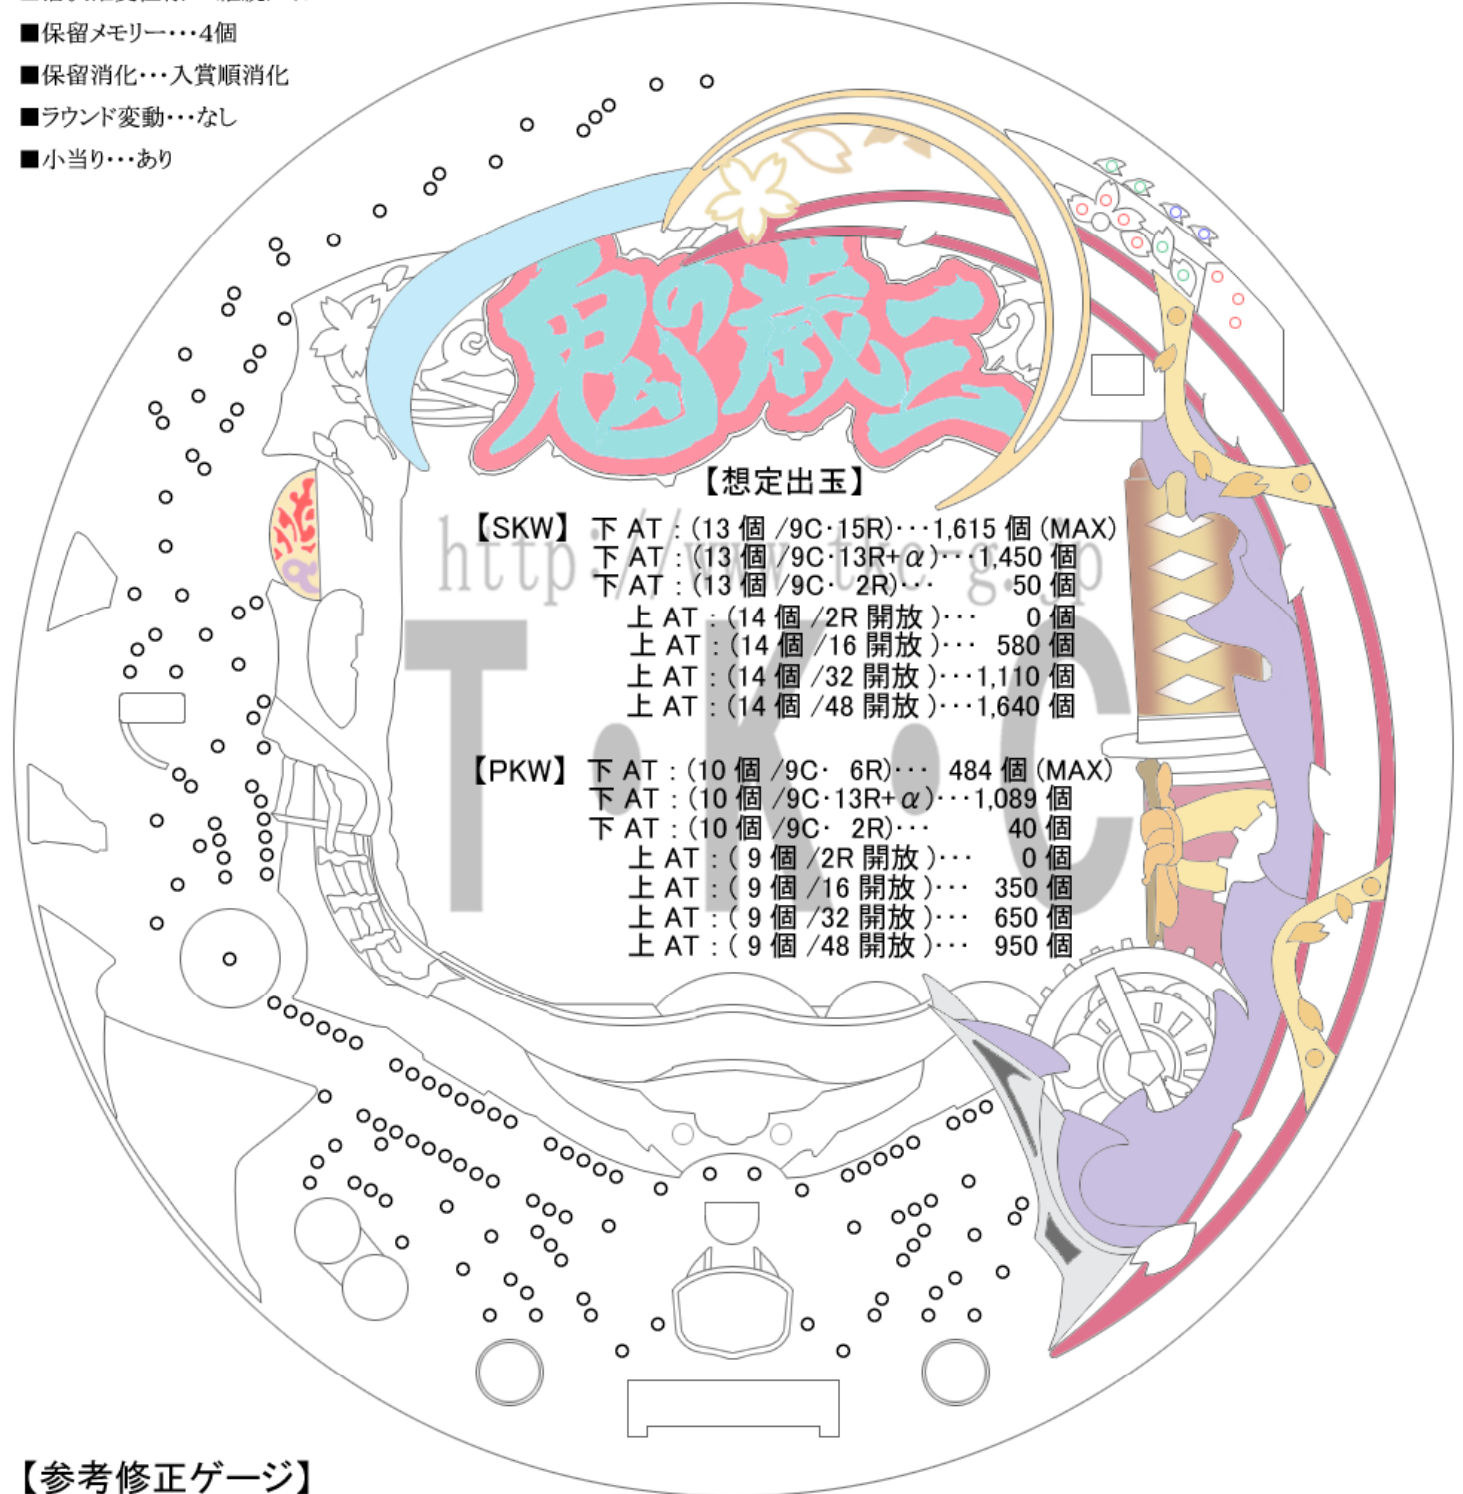 ■保留メモリー・・・4個
■保留消化・・・入賞順消化
■ラウンド変動・・・なし
■小当り・・・あり
鬼の歳三
【想定出玉】
【SKW】 下 AT : (13 個 /9C・15R)・・・1,615 個 (MAX)
下 AT : (13 個 /9C・13R+α)・・・1,450 個
下 AT : (13 個 /9C・ 2R)・・・ 50 個
上 AT : (14 個 /2R 開放 )・・・ 0 個
上 AT : (14 個 /16 開放 )・・・ 580 個
上 AT : (14 個 /32 開放 )・・・1,110 個
上 AT : (14 個 /48 開放 )・・・1,640 個
【PKW】 下 AT : (10 個 /9C・ 6R)・・・ 484 個 (MAX)
下 AT : (10 個 /9C・13R+α)・・・1,089 個
下 AT : (10 個 /9C・ 2R)・・・ 40 個
上 AT : ( 9 個 /2R 開放 )・・・ 0 個
上 AT : ( 9 個 /16 開放 )・・・ 350 個
上 AT : ( 9 個 /32 開放 )・・・ 650 個
上 AT : ( 9 個 /48 開放 )・・・ 950 個
http://www.tkc-g.jp
T・K・C
【参考修正ゲージ】